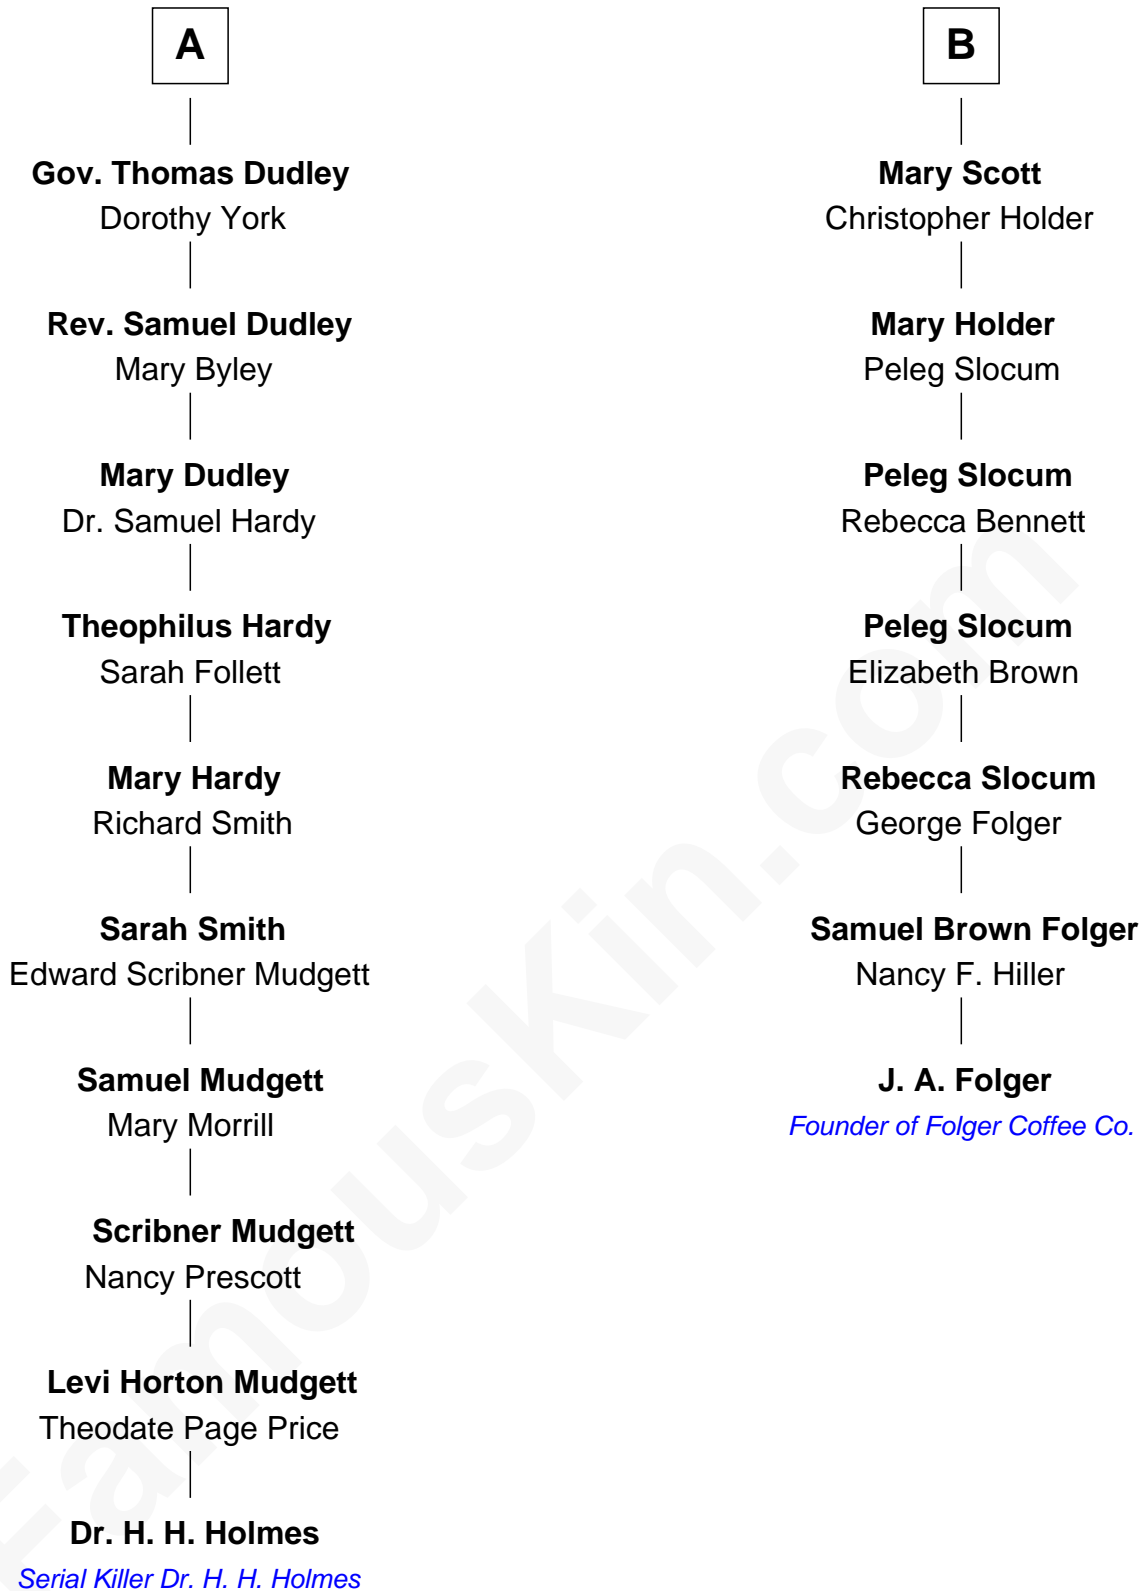 A
Gov. Thomas Dudley
Dorothy York
Rev. Samuel Dudley
Mary Byley
Mary Dudley
Dr. Samuel Hardy
Theophilus Hardy
Sarah Follett
Mary Hardy
Richard Smith
Sarah Smith
Edward Scribner Mudgett
Samuel Mudgett
Mary Morrill
Scribner Mudgett
Nancy Prescott
Levi Horton Mudgett
Theodate Page Price
Dr. H. H. Holmes
Serial Killer Dr. H. H. Holmes
B
Mary Scott
Christopher Holder
Mary Holder
Peleg Slocum
Peleg Slocum
Rebecca Bennett
Peleg Slocum
Elizabeth Brown
Rebecca Slocum
George Folger
Samuel Brown Folger
Nancy F. Hiller
J. A. Folger
Founder of Folger Coffee Co.
FamousKin.com